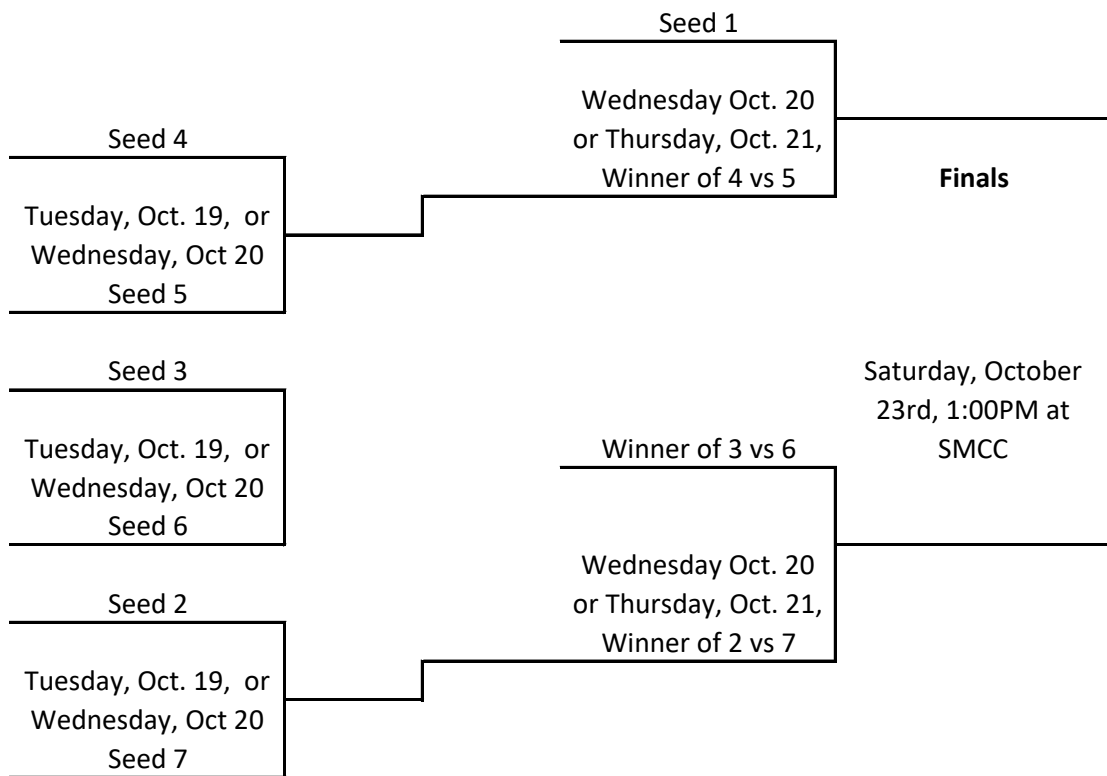 Seed 1
Wednesday Oct. 20
or Thursday, Oct. 21,
Winner of 4 vs 5
Seed 4
Tuesday, Oct. 19,  or
Wednesday, Oct 20
Seed 5
Finals
Seed 3
Tuesday, Oct. 19,  or
Wednesday, Oct 20
Seed 6
Saturday, October
23rd, 1:00PM at
SMCC
Winner of 3 vs 6
Wednesday Oct. 20
or Thursday, Oct. 21,
Winner of 2 vs 7
Seed 2
Tuesday, Oct. 19,  or
Wednesday, Oct 20
Seed 7